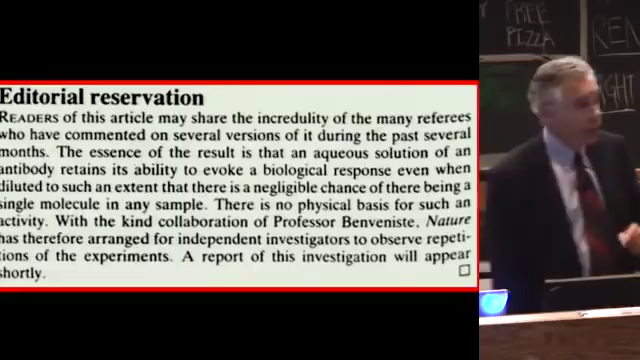 Editorial reservation
READERS of this article may share the incredulity of the many referees
who have commented on several versions of it during the past several
months. The essence of the result is that an aqueous solution of an
antibody retains its ability to evoke a biological response even when
diluted to such an extent that there is a negligible chance of there being a
single molecule in any sample. There is no physical basis for such an
activity. With the kind collaboration of Professor Benveniste, Nature
has therefore arranged for independent investigators to observe repeti-
tions of the experiments. A report of this investigation will appear
shortly.
FREE
PIZZA